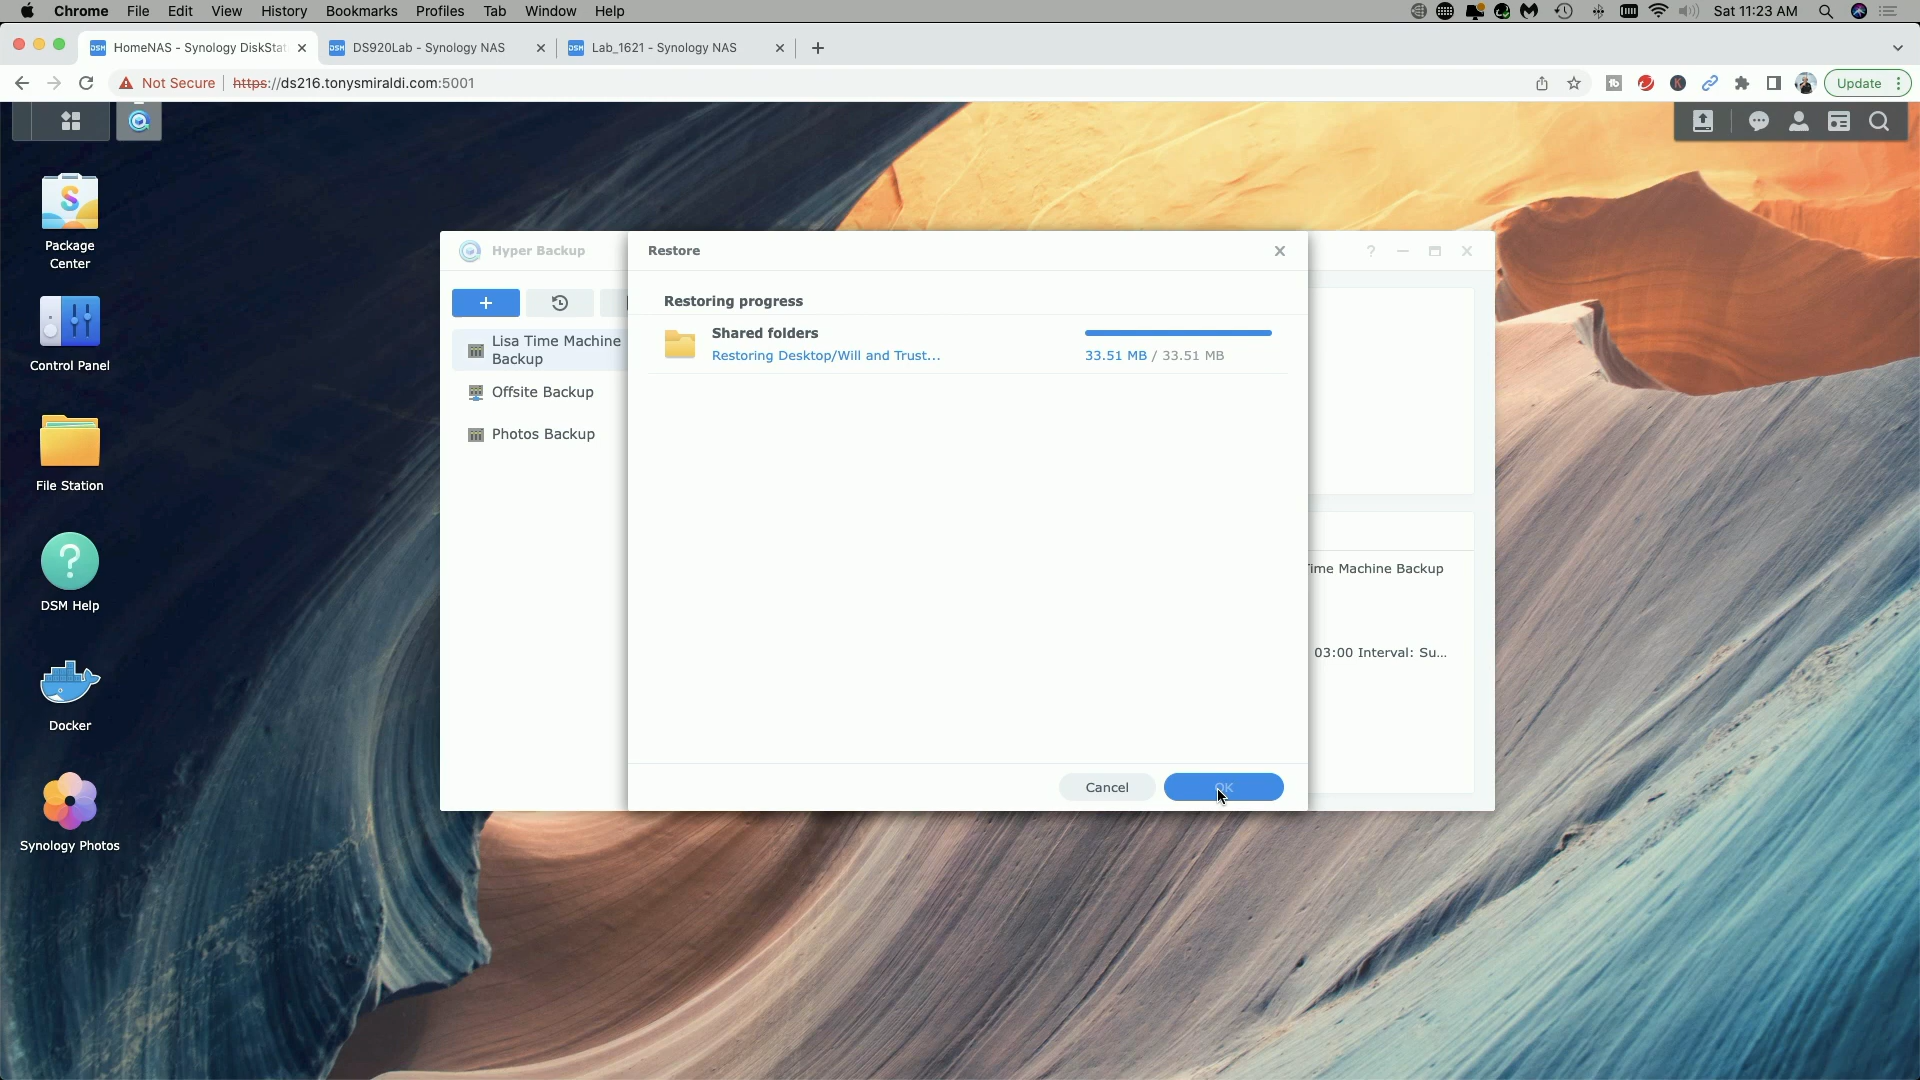 Chrome File Edit View History Bookmarks Profiles Tab Window Help Sat 11:23 AM
HomeNAS - Synology DiskStat DS920Lab - Synology NAS Lab_1621 - Synology NAS
Not Secure https://ds216.tonysmiraldi.com:5001 Update
Package
Center
Control Panel
File Station
DSM Help
Docker
Synology Photos
Hyper Backup
Lisa Time Machine
Backup
Offsite Backup
Photos Backup
Restore
Restoring progress
Shared folders
Restoring Desktop/Will and Trust...
33.51 MB / 33.51 MB
ime Machine Backup
03:00 Interval: Su...
Cancel OK